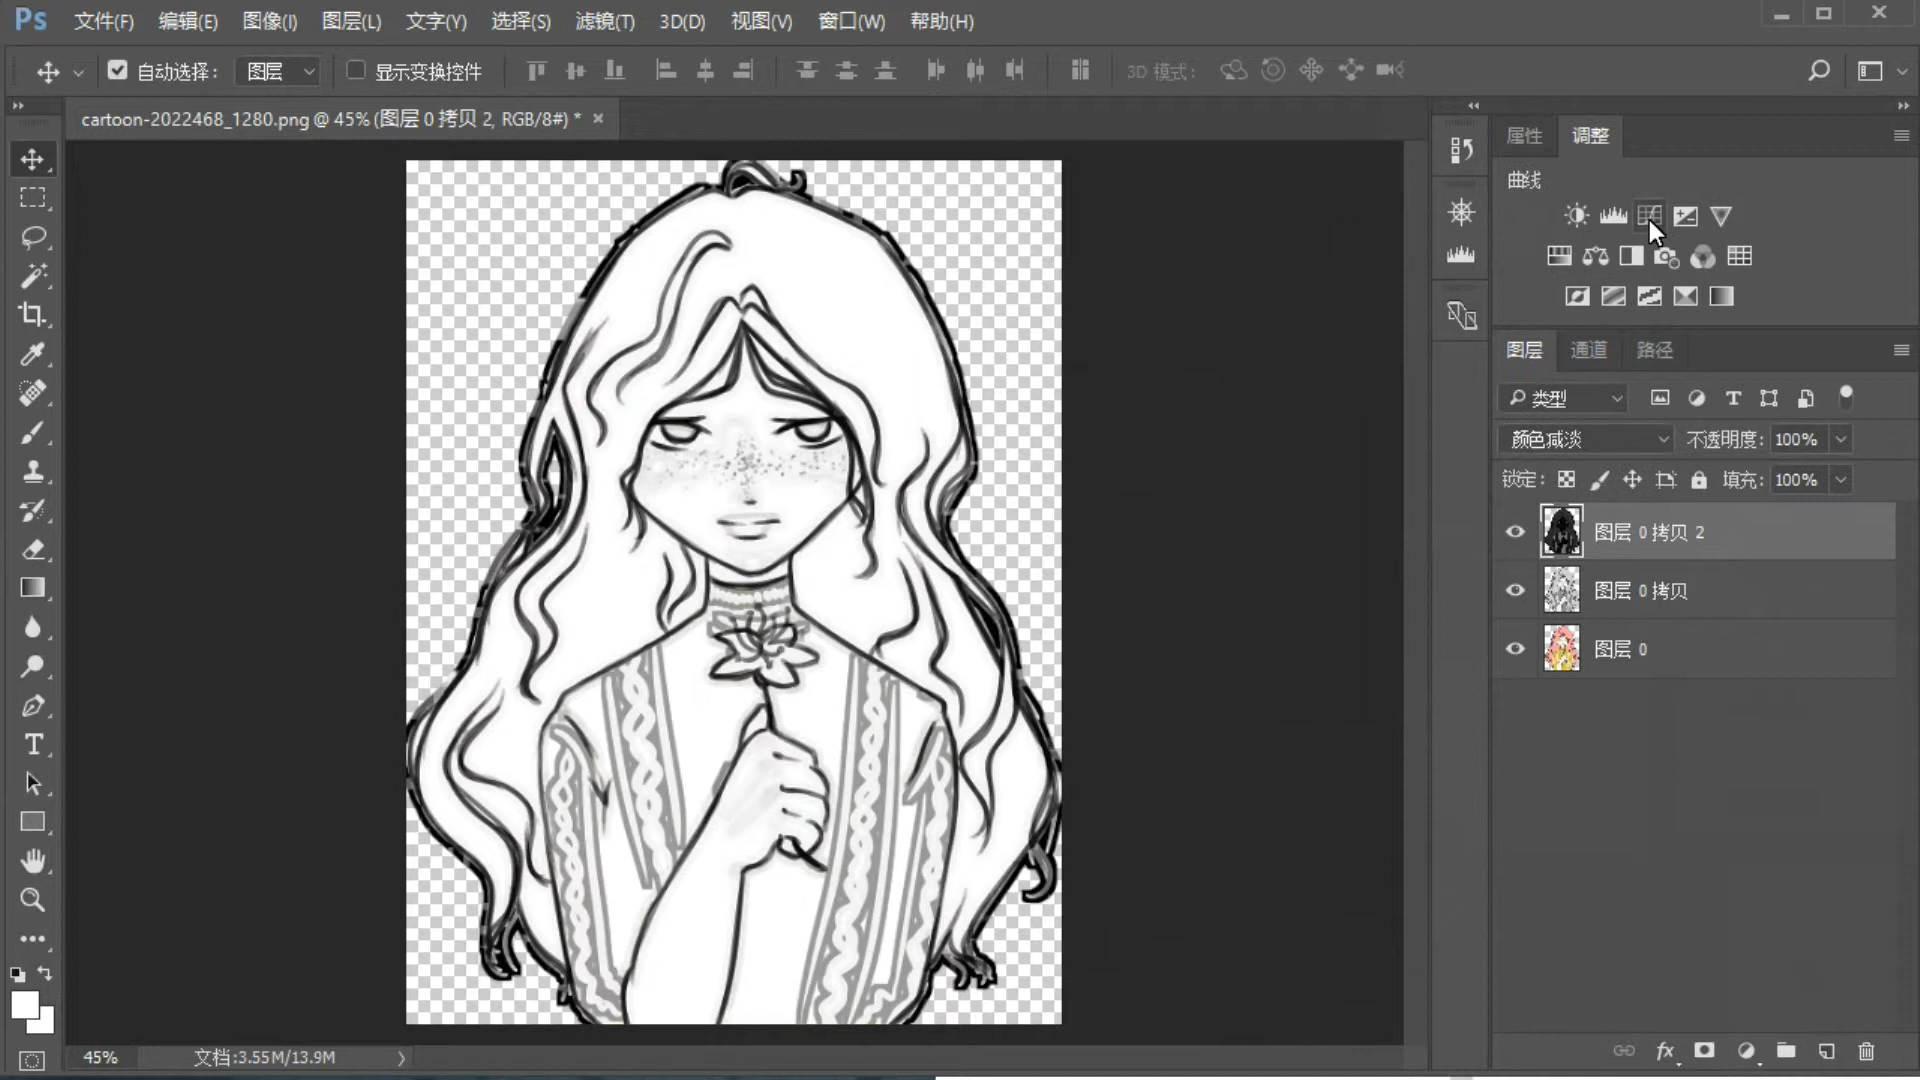 Ps 文件(F) 编辑(E) 图像(I) 图层(L) 文字(Y) 选择(S) 滤镜(T) 3D(D) 视图(V) 窗口(W) 帮助(H)
自动选择: 图层 显示变换控件 3D 模式:
cartoon-2022468_1280.png @ 45% (图层 0 拷贝 2, RGB/8#) *
属性 调整
曲线
图层 通道 路径
类型
颜色减淡 不透明度: 100%
锁定: 填充: 100%
图层 0 拷贝 2
图层 0 拷贝
图层 0
45% 文档:3.55M/13.9M